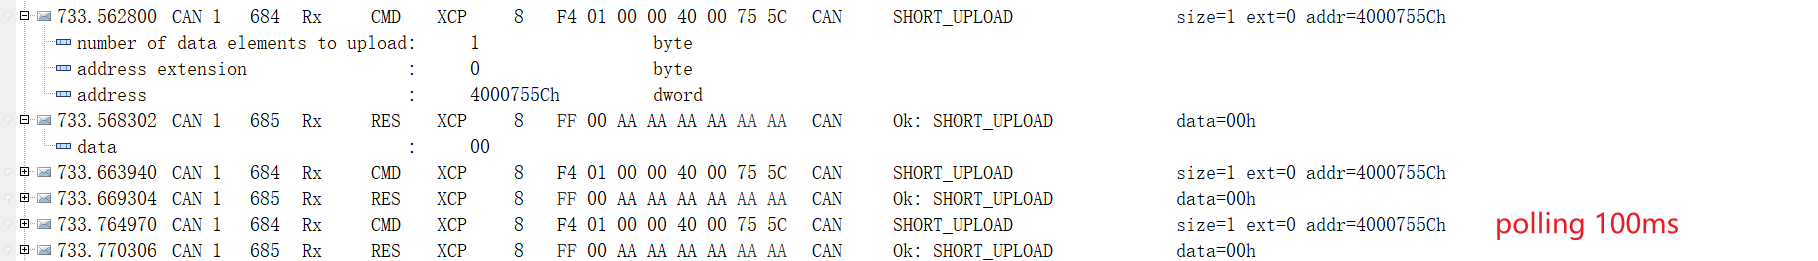 733.562800 CAN 1 684 Rx CMD XCP 8 F4 01 00 00 40 00 75 5C CAN SHORT_UPLOAD size=1 ext=0 addr=4000755Ch
number of data elements to upload: 1 byte
address extension : 0 byte
address : 4000755Ch dword
733.568302 CAN 1 685 Rx RES XCP 8 FF 00 AA AA AA AA AA AA CAN Ok: SHORT_UPLOAD data=00h
data : 00
733.663940 CAN 1 684 Rx CMD XCP 8 F4 01 00 00 40 00 75 5C CAN SHORT_UPLOAD size=1 ext=0 addr=4000755Ch
733.669304 CAN 1 685 Rx RES XCP 8 FF 00 AA AA AA AA AA AA CAN Ok: SHORT_UPLOAD data=00h
733.764970 CAN 1 684 Rx CMD XCP 8 F4 01 00 00 40 00 75 5C CAN SHORT_UPLOAD size=1 ext=0 addr=4000755Ch polling 100ms
733.770306 CAN 1 685 Rx RES XCP 8 FF 00 AA AA AA AA AA AA CAN Ok: SHORT_UPLOAD data=00h